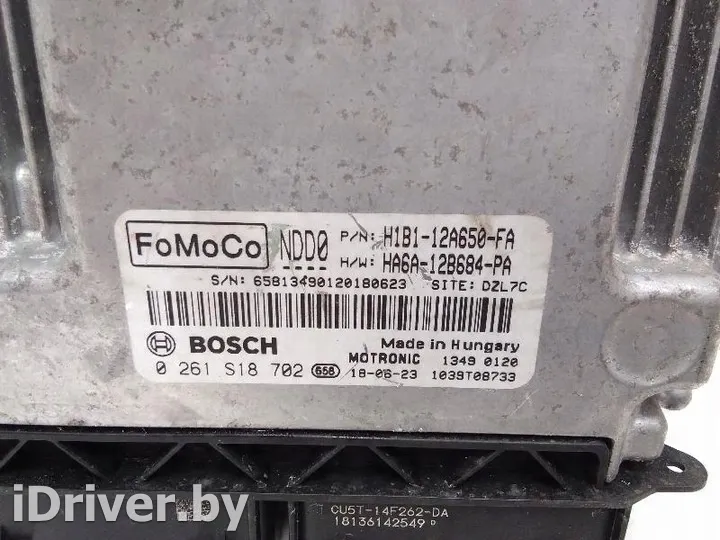 FoMoCo NDD0 P/N: H1B1-12A650-FA
H/W: HA6A-12B684-PA
S/N: 65813490120180623 SITE: DZL7C
BOSCH Made in Hungary
MOTRONIC 1349 0120
0 261 S18 702 658 18-06-23 1039T08733
CU5T-14F262-DA
18136142549 D
iDriver.by